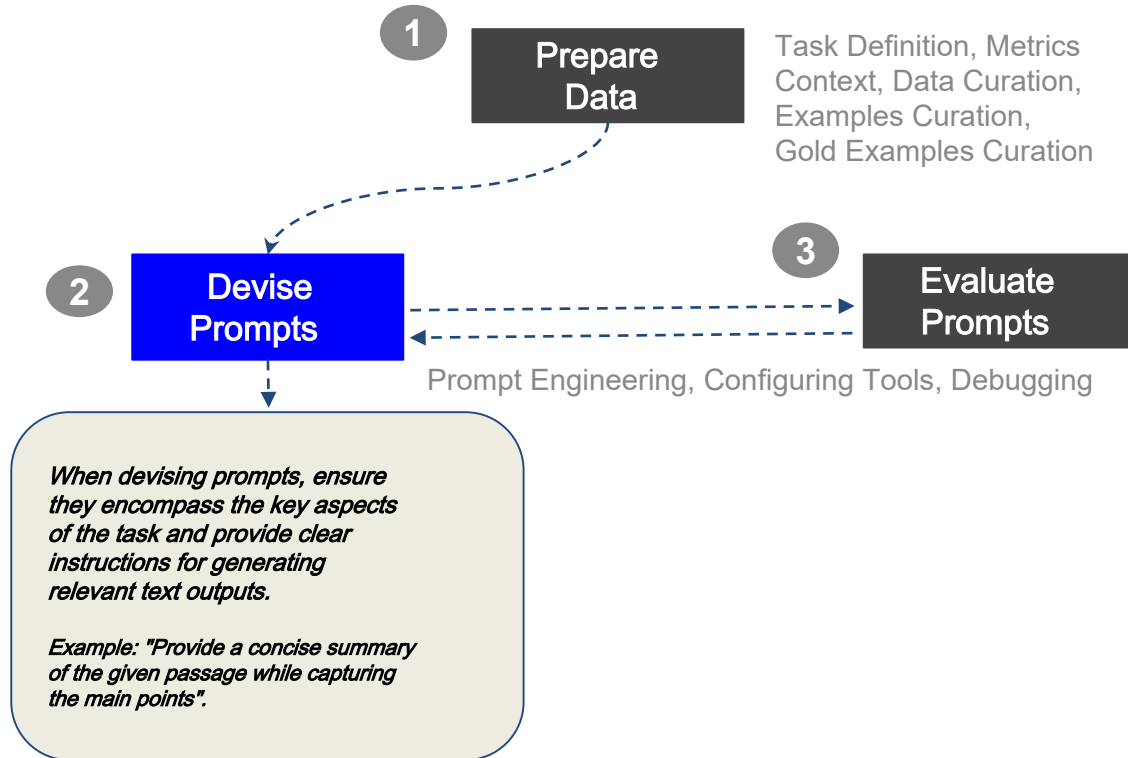 1
Prepare
Data
Task Definition, Metrics
Context, Data Curation,
Examples Curation,
Gold Examples Curation
2
Devise
Prompts
3
Evaluate
Prompts
Prompt Engineering, Configuring Tools, Debugging
When devising prompts, ensure
they encompass the key aspects
of the task and provide clear
instructions for generating
relevant text outputs.
Example: "Provide a concise summary
of the given passage while capturing
the main points".